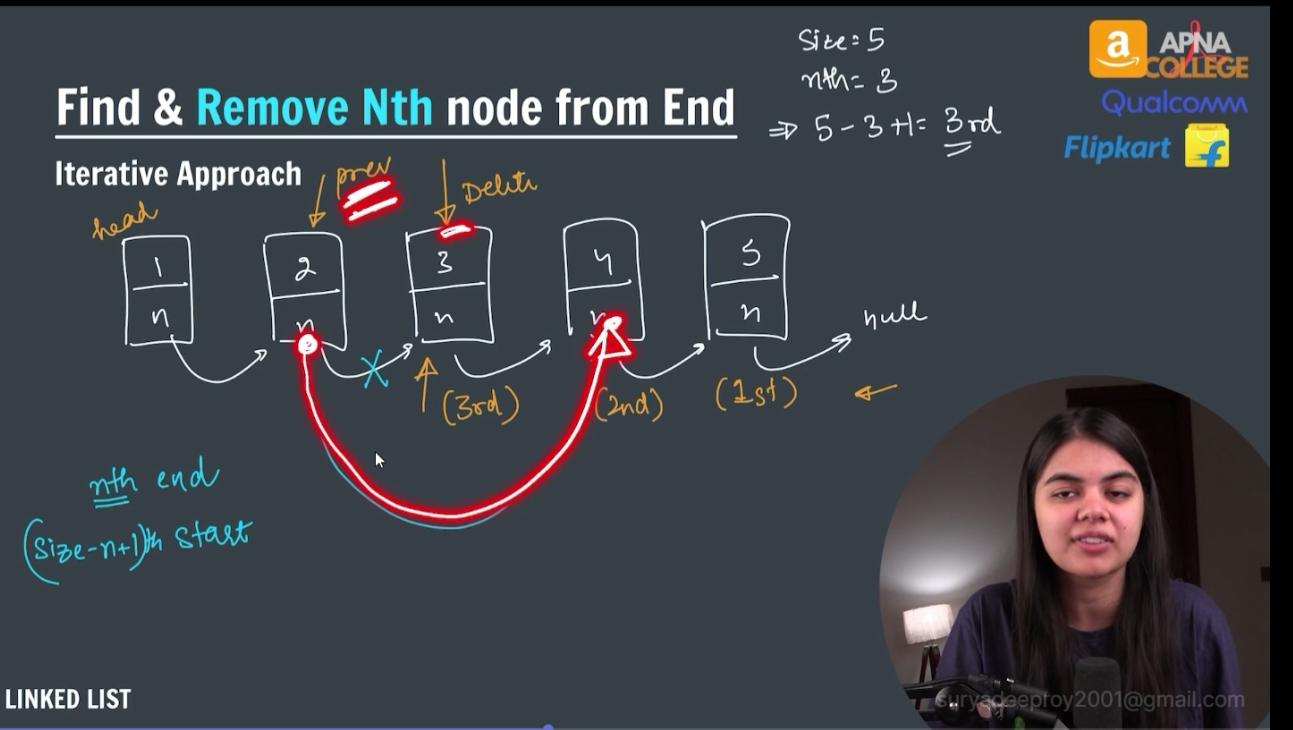 Size = 5
nth = 3
⇒ 5 - 3 + 1 = 3rd
a
APNA
COLLEGE
Qualcomm
Flipkart
Find & Remove Nth node from End
Iterative Approach
prev
Delete
head
1
n
2
n
3
n
4
n
5
n
null
X
(3rd)
(2nd)
(1st)
nth end
(Size-n+1)th Start
LINKED LIST
suryadeeproy2001@gmail.com